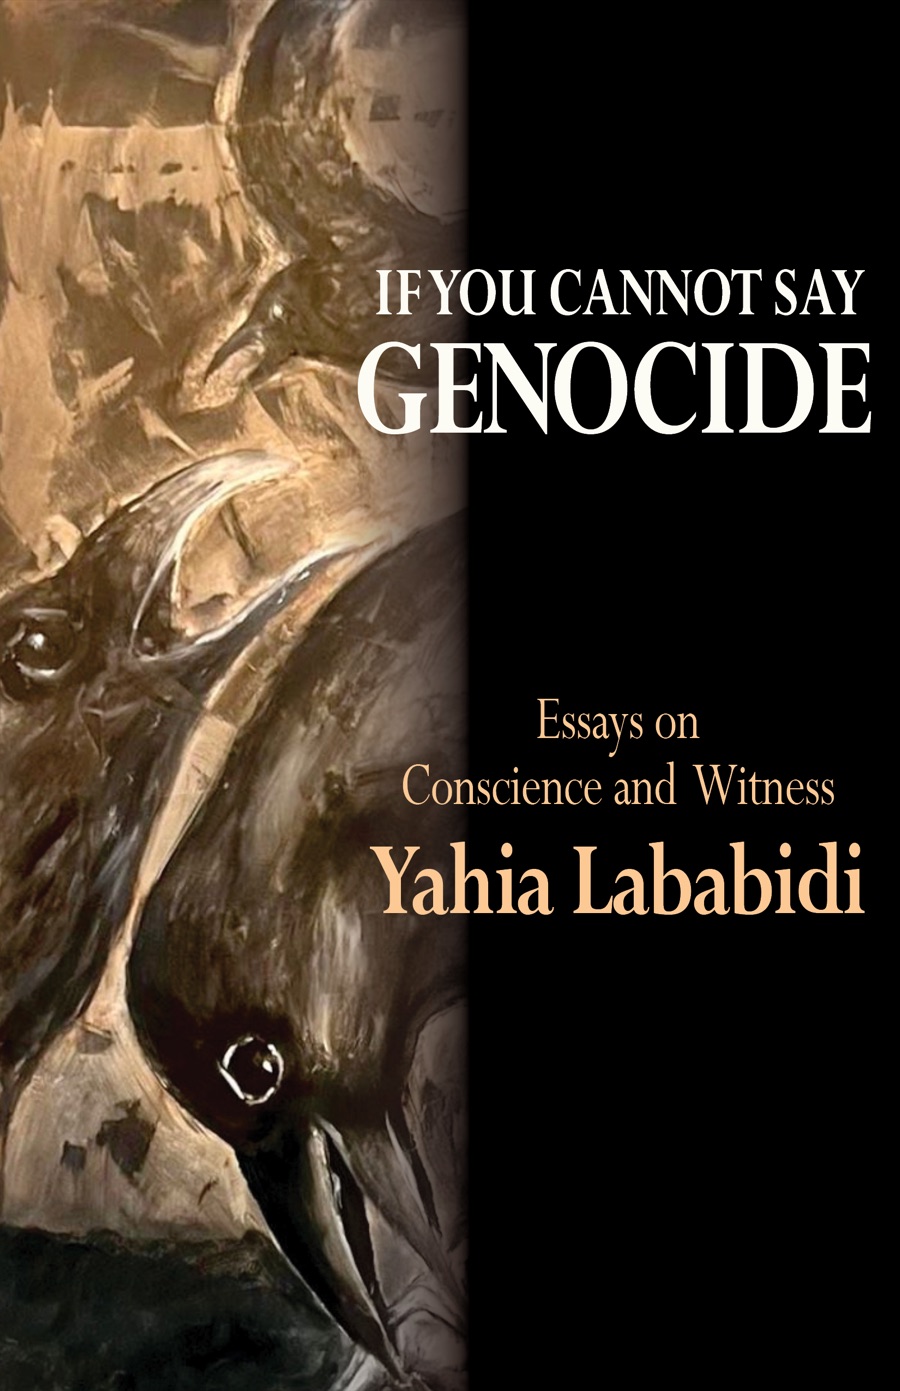 IF YOU CANNOT SAY
GENOCIDE
Essays on
Conscience and Witness
Yahia Lababidi